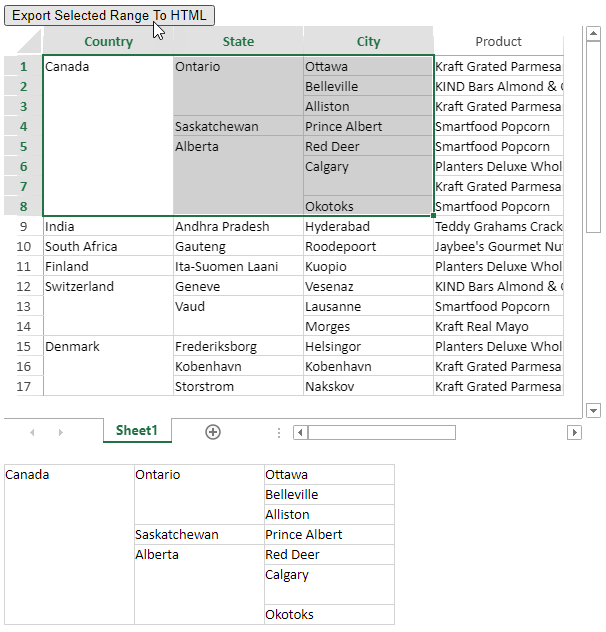 Export Selected Range To HTML
Country State City Product
1 Canada Ontario Ottawa Kraft Grated Parmesa
2 Belleville KIND Bars Almond &
3 Alliston Kraft Grated Parmesa
4 Saskatchewan Prince Albert Smartfood Popcorn
5 Alberta Red Deer Smartfood Popcorn
6 Calgary Planters Deluxe Whol
7 Kraft Grated Parmesa
8 Okotoks Smartfood Popcorn
9 India Andhra Pradesh Hyderabad Teddy Grahams Crack
10 South Africa Gauteng Roodepoort Jaybee's Gourmet Nu
11 Finland Ita-Suomen Laani Kuopio Planters Deluxe Whol
12 Switzerland Geneve Vesenaz KIND Bars Almond &
13 Vaud Lausanne Smartfood Popcorn
14 Morges Kraft Real Mayo
15 Denmark Frederiksborg Helsingor Planters Deluxe Whol
16 Kobenhavn Kobenhavn Kraft Grated Parmesa
17 Storstrom Nakskov Kraft Grated Parmesa
Sheet1
Canada Ontario Ottawa
Belleville
Alliston
Saskatchewan Prince Albert
Alberta Red Deer
Calgary
Okotoks